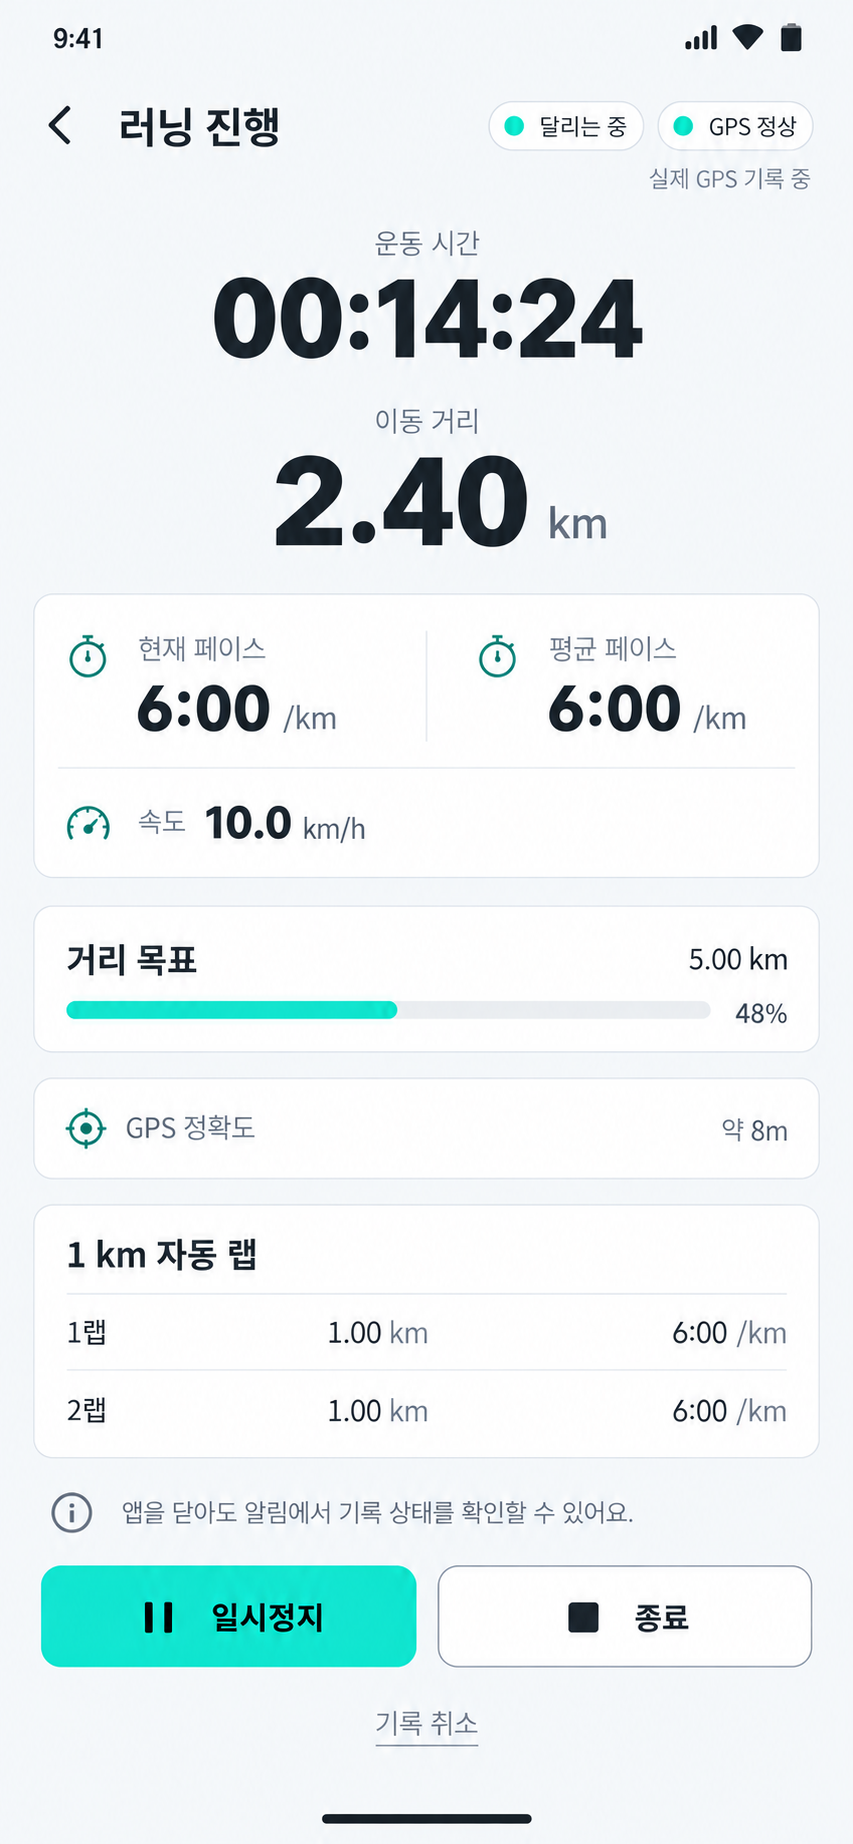 9:41
러닝 진행
달리는 중
GPS 정상
실제 GPS 기록 중
운동 시간
00:14:24
이동 거리
2.40 km
현재 페이스
6:00 /km
평균 페이스
6:00 /km
속도 10.0 km/h
거리 목표 5.00 km
48%
GPS 정확도 약 8m
1 km 자동 랩
1랩 1.00 km 6:00 /km
2랩 1.00 km 6:00 /km
앱을 닫아도 알림에서 기록 상태를 확인할 수 있어요.
일시정지
종료
기록 취소